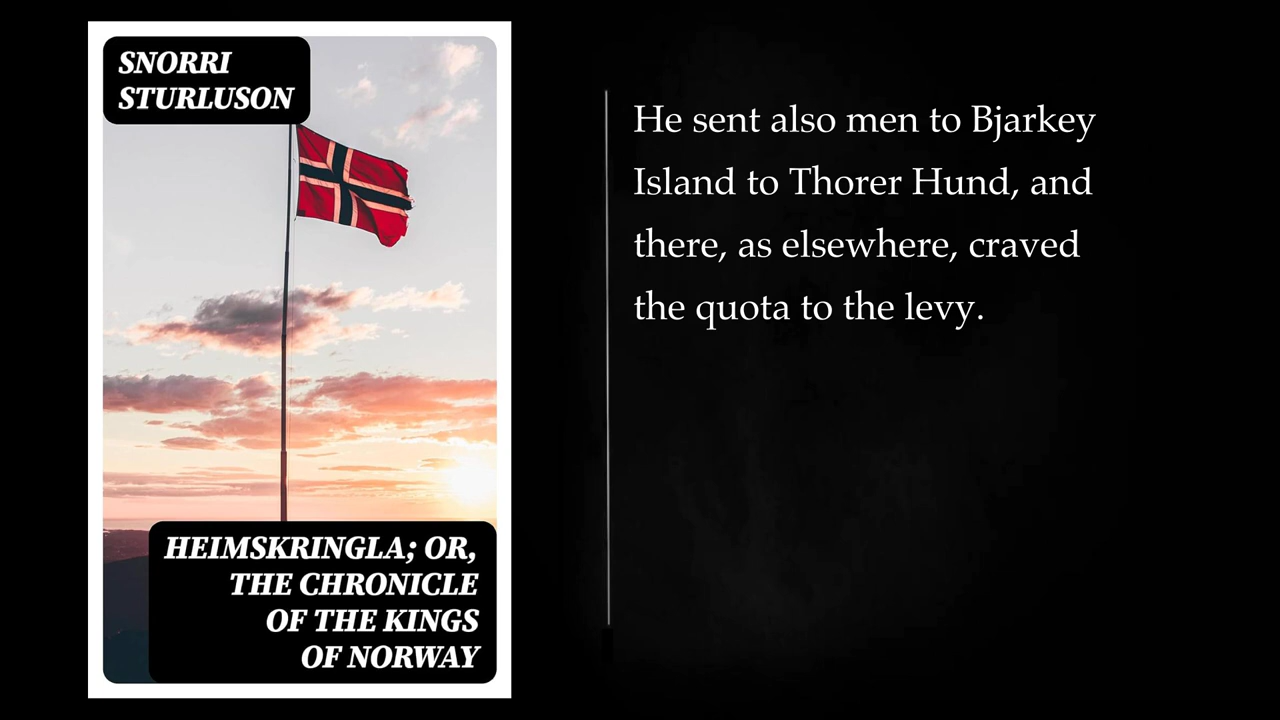 SNORRI
STURLUSON
HEIMSKRINGLA; OR,
THE CHRONICLE
OF THE KINGS
OF NORWAY
He sent also men to Bjarkey
Island to Thorer Hund, and
there, as elsewhere, craved
the quota to the levy.